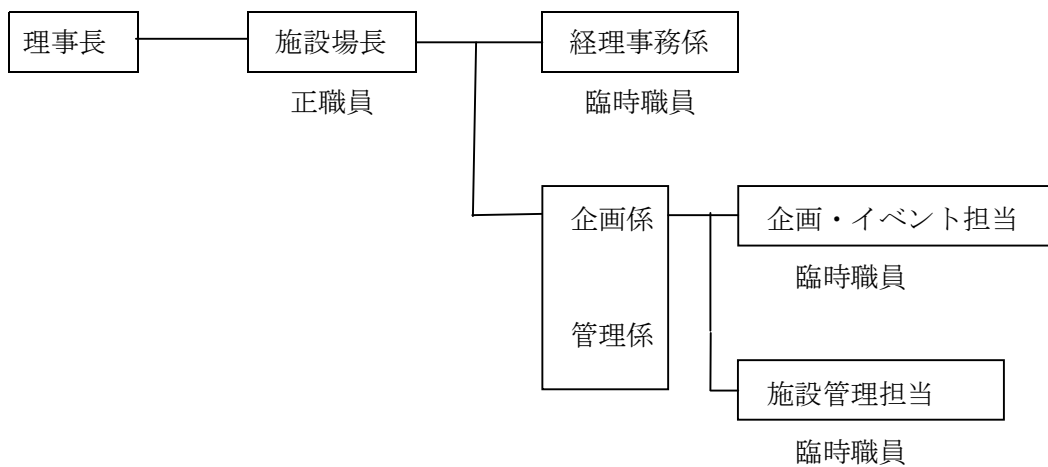 理事長
施設場長
経理事務係
正職員
臨時職員
企画係
企画・イベント担当
臨時職員
管理係
施設管理担当
臨時職員